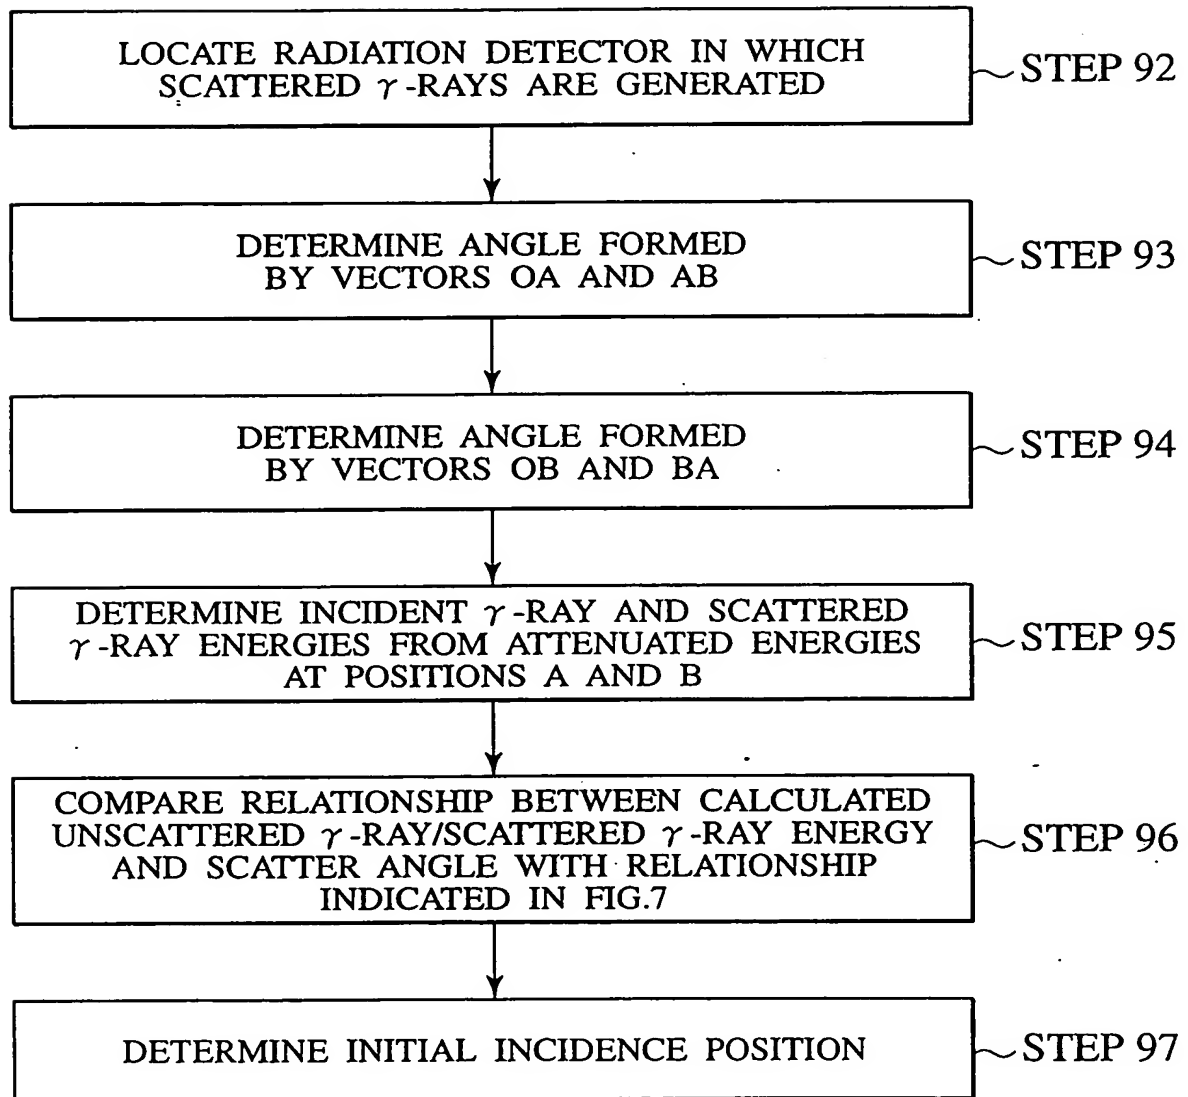 LOCATE RADIATION DETECTOR IN WHICH
SCATTERED γ-RAYS ARE GENERATED
STEP 92
DETERMINE ANGLE FORMED
BY VECTORS OA AND AB
STEP 93
DETERMINE ANGLE FORMED
BY VECTORS OB AND BA
STEP 94
DETERMINE INCIDENT γ-RAY AND SCATTERED
γ-RAY ENERGIES FROM ATTENUATED ENERGIES
AT POSITIONS A AND B
STEP 95
COMPARE RELATIONSHIP BETWEEN CALCULATED
UNSCATTERED γ-RAY/SCATTERED γ-RAY ENERGY
AND SCATTER ANGLE WITH RELATIONSHIP
INDICATED IN FIG.7
STEP 96
DETERMINE INITIAL INCIDENCE POSITION
STEP 97